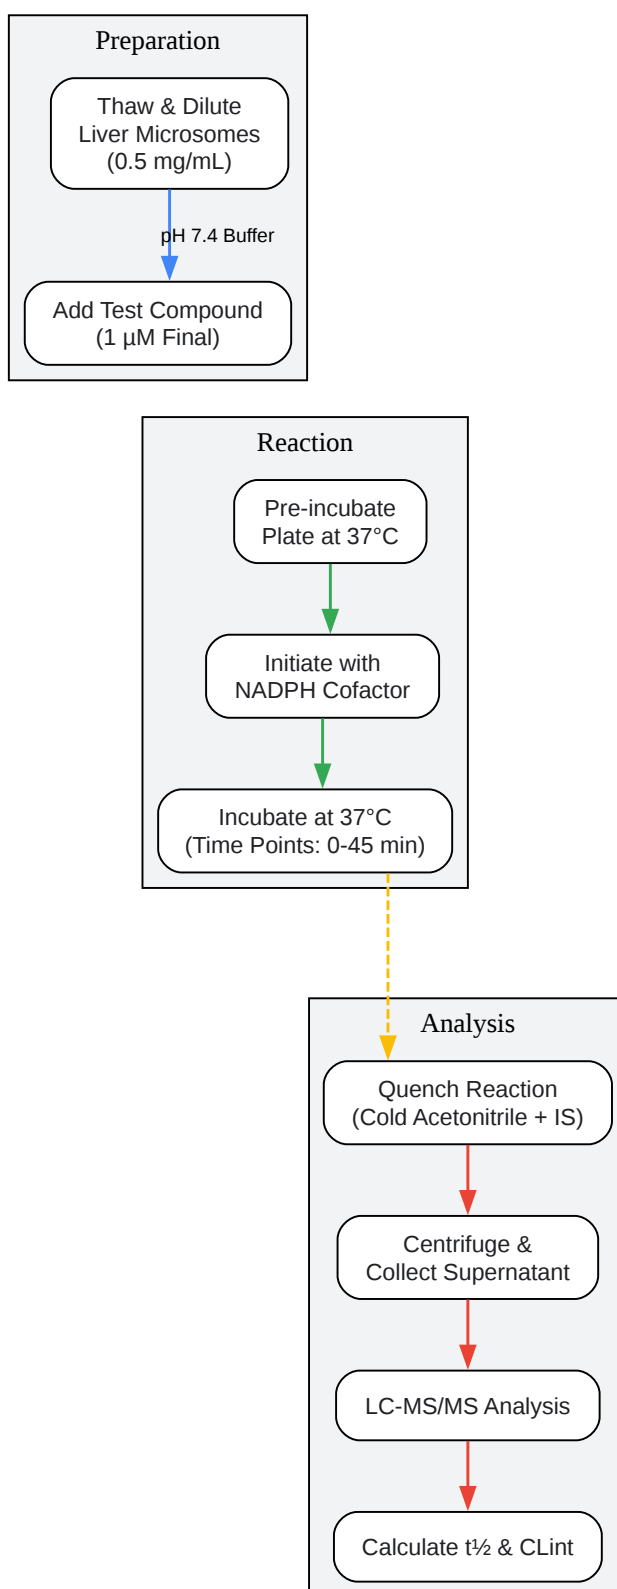 Preparation
Thaw & Dilute
Liver Microsomes
(0.5 mg/mL)
pH 7.4 Buffer
Add Test Compound
(1 µM Final)
Reaction
Pre-incubate
Plate at 37°C
Initiate with
NADPH Cofactor
Incubate at 37°C
(Time Points: 0-45 min)
Analysis
Quench Reaction
(Cold Acetonitrile + IS)
Centrifuge &
Collect Supernatant
LC-MS/MS Analysis
Calculate t½ & CLint